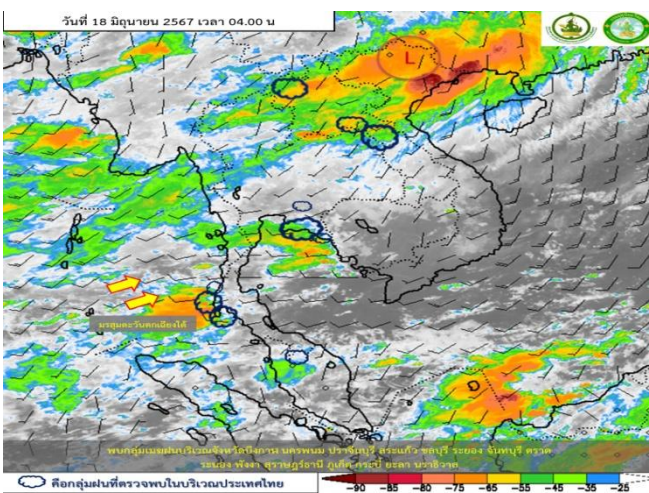 วันที่ 18 มิถุนายน 2567 เวลา 04.00 น
L
มรสุมตะวันตกเฉียงใต้
พบกลุ่มเมฆฝนบริเวณจังหวัดบึงกาฬ นครพนม ปราจีนบุรี สระแก้ว ชลบุรี ระยอง จันทบุรี ตราด
ระนอง พังงา สุราษฎร์ธานี ภูเก็ต กระบี่ ยะลา นราธิวาส
คือกลุ่มฝนที่ตรวจพบในบริเวณประเทศไทย
-90 -85 -80 -75 -65 -55 -45 -35 -25